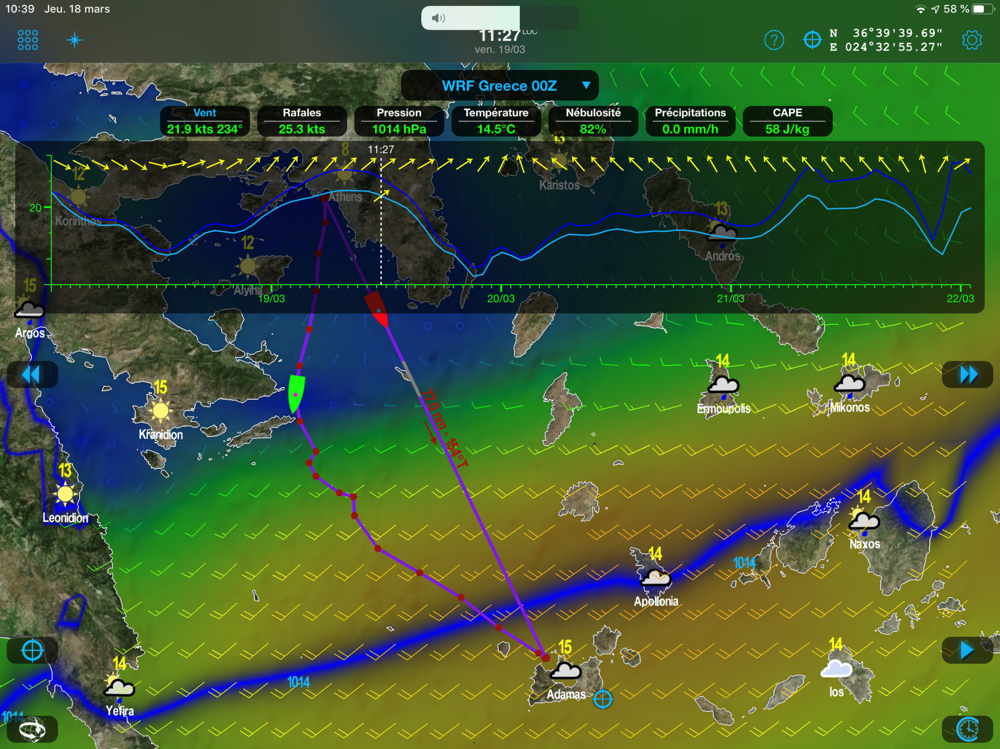 10:39 Jeu. 18 mars
58 %
11:27 LOC
ven. 19/03
?
N 36°39'39.69"
E 024°32'55.27"
WRF Greece 00Z
Vent
21.9 kts 234°
Rafales
25.3 kts
Pression
1014 hPa
Température
14.5°C
Nébulosité
82%
Précipitations
0.0 mm/h
CAPE
58 J/kg
13
11:27
8
12
Karistos
Athens
20
Korinthos
13
12
Andros
15
19/03
20/03
21/03
22/03
Argos
14
14
15
77.0 nm - 154°T
Ermoupolis
Mikonos
Kranidion
13
14
Leonidion
Naxos
14
1014
Apollonia
15
14
14
1014
Adamas
Ios
Yefira
1014